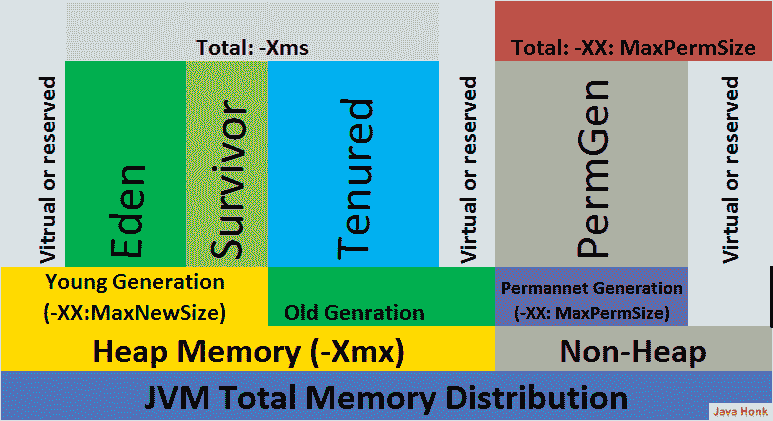 Total: -Xms
Total: -XX: MaxPermSize
Vitrual or reserved
Eden
Survivor
Tenured
Virtual or reserved
PermGen
Virtual or reserved
Young Generation
(-XX:MaxNewSize)
Old Genration
Permannet Generation
(-XX: MaxPermSize)
Heap Memory (-Xmx)
Non-Heap
JVM Total Memory Distribution
Java Honk